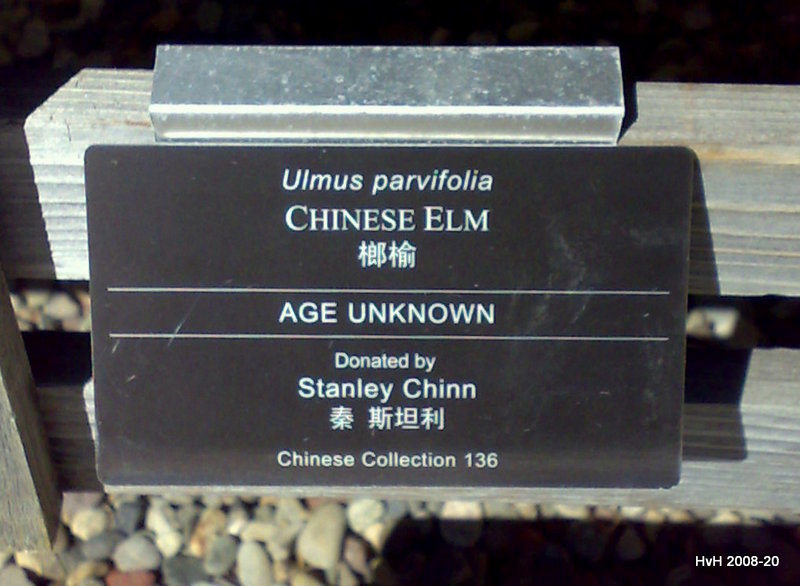 Ulmus parvifolia
CHINESE ELM
榔榆
AGE UNKNOWN
Donated by
Stanley Chinn
秦 斯坦利
Chinese Collection 136
HvH 2008-20